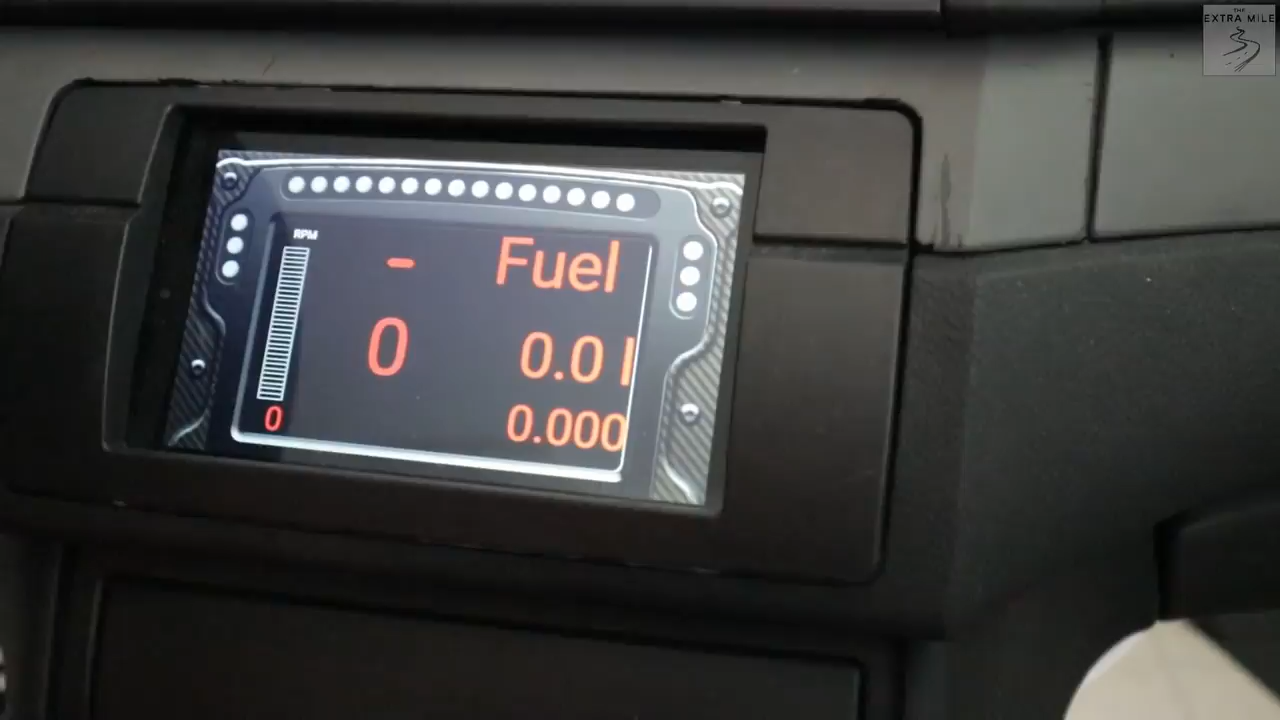 THE
EXTRA MILE
RPM
- Fuel
0 0.0 l
0 0.000